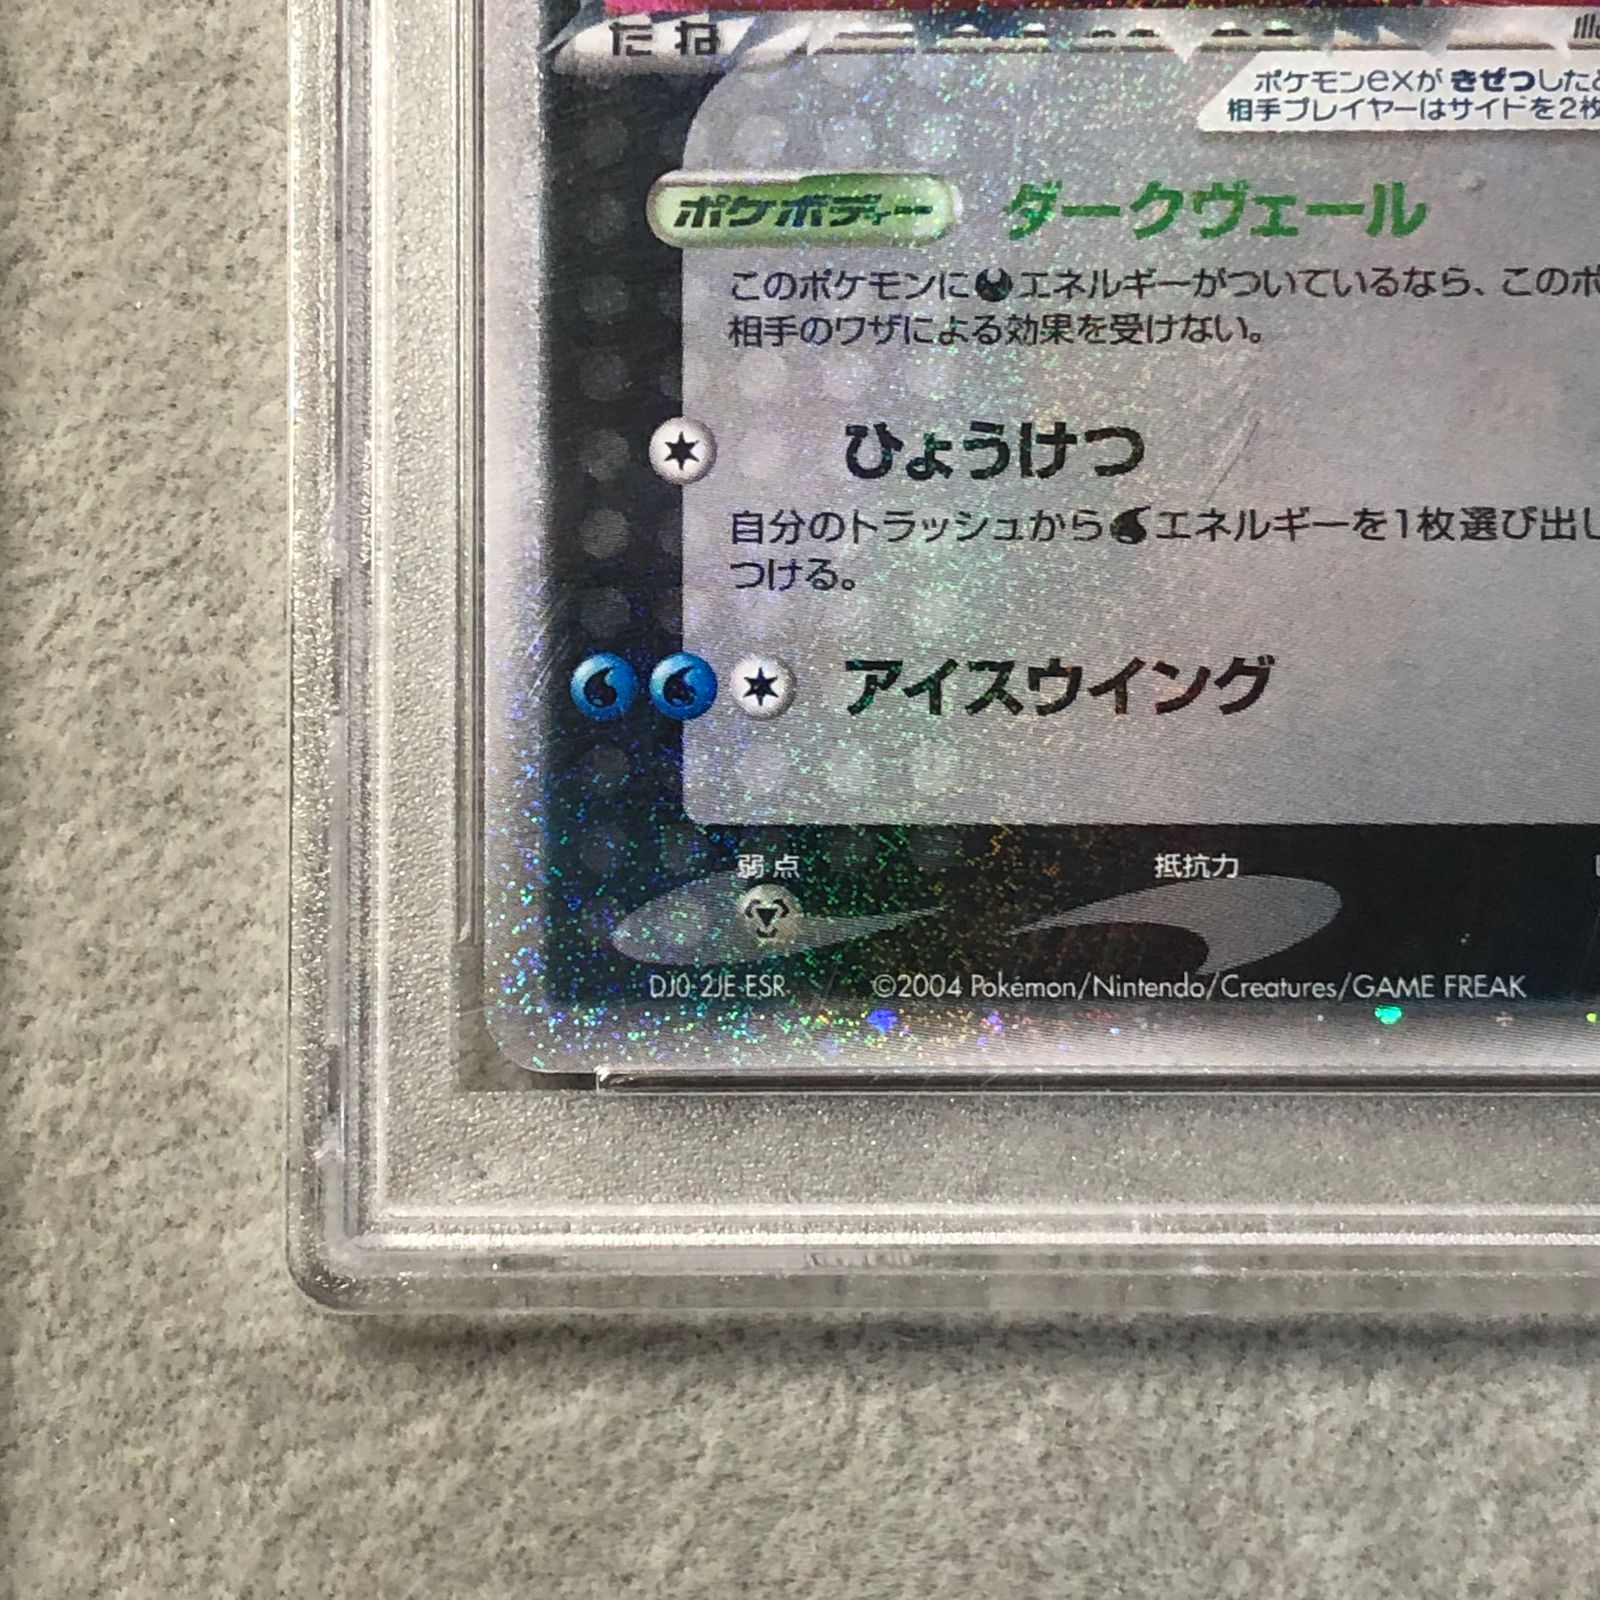 たね
ポケモンexが きぜつした
相手プレイヤーはサイドを2枚
ポケボディー ダークヴェール
このポケモンにエネルギーがついているなら、このポ
相手のワザによる効果を受けない。
ひょうけつ
自分のトラッシュからエネルギーを1枚選び出し
つける。
アイスウイング
弱点 抵抗力
DJ0-2JE ESR ©2004 Pokémon/Nintendo/Creatures/GAME FREAK